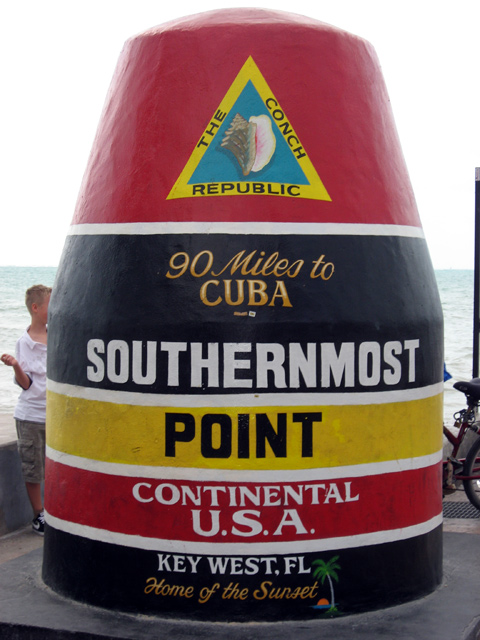 THE CONCH
REPUBLIC
90 Miles to
CUBA
SOUTHERNMOST
POINT
CONTINENTAL
U.S.A.
KEY WEST, FL
Home of the Sunset